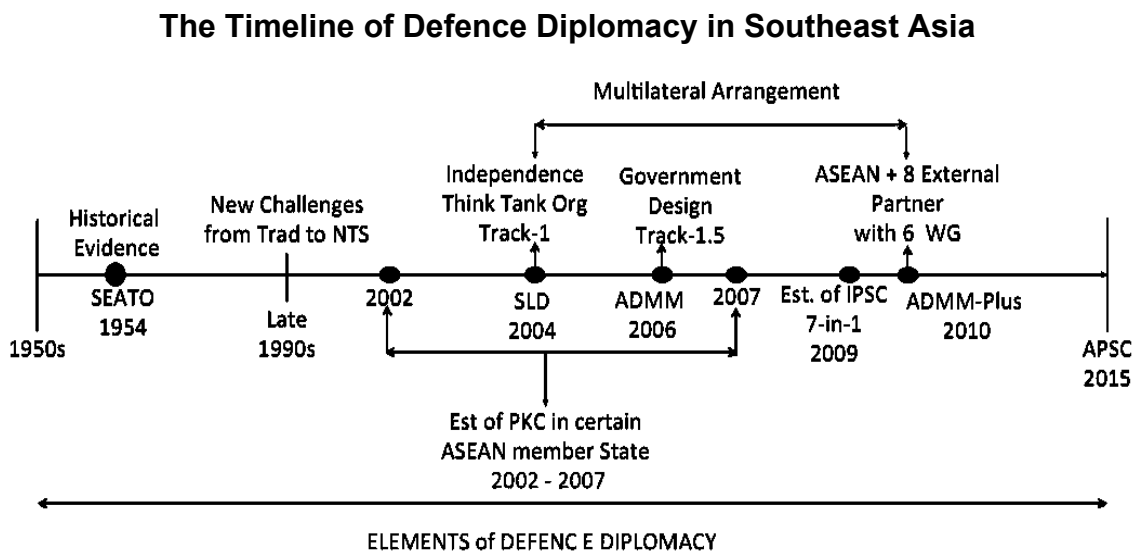 The Timeline of Defence Diplomacy in Southeast Asia
Multilateral Arrangement
Historical
Evidence
New Challenges
from Trad to NTS
Independence
Think Tank Org
Track-1
Government
Design
Track-1.5
ASEAN + 8 External
Partner
with 6 WG
1950s
SEATO
1954
Late
1990s
2002
SLD
2004
ADMM
2006
2007
Est. of IPSC
7-in-1
2009
ADMM-Plus
2010
APSC
2015
Est of PKC in certain
ASEAN member State
2002 - 2007
ELEMENTS of DEFENC E DIPLOMACY